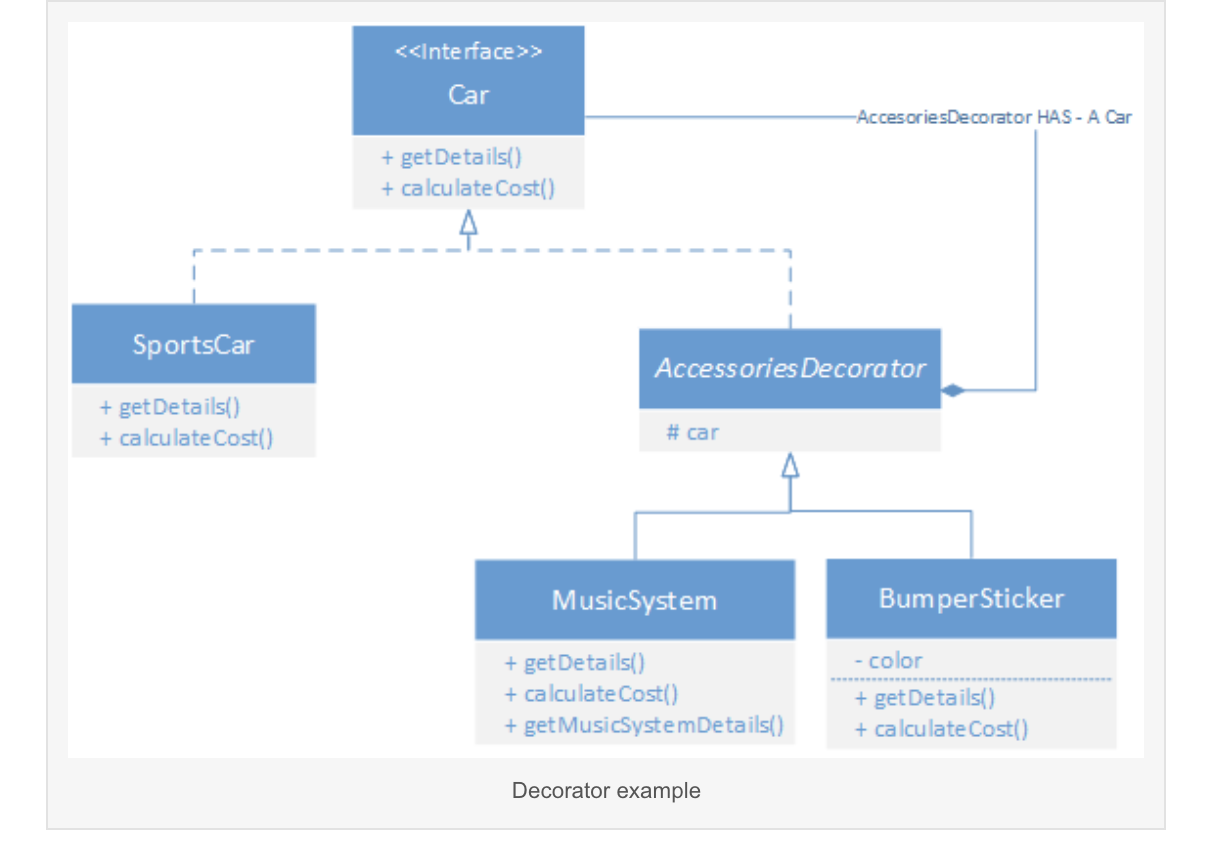 <<Interface>>
Car
+ getDetails()
+ calculateCost()
AccesoriesDecorator HAS - A Car
SportsCar
+ getDetails()
+ calculateCost()
AccessoriesDecorator
# car
MusicSystem
+ getDetails()
+ calculateCost()
+ getMusicSystemDetails()
BumperSticker
- color
+ getDetails()
+ calculateCost()
Decorator example